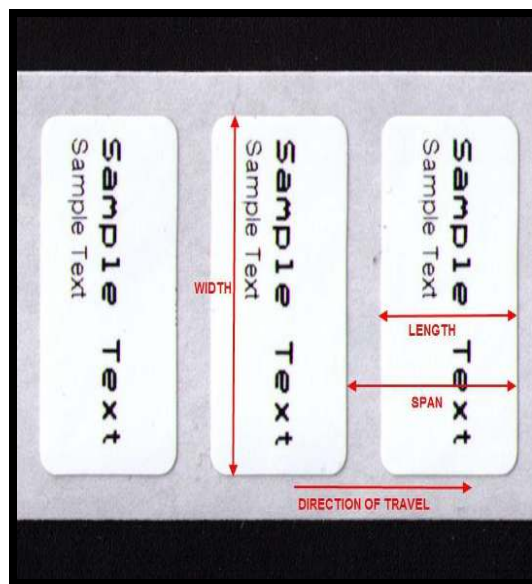 Sample Text
Sample Text
Sample Text
Sample Text
Sample Text
Sample Text
WIDTH
LENGTH
SPAN
DIRECTION OF TRAVEL